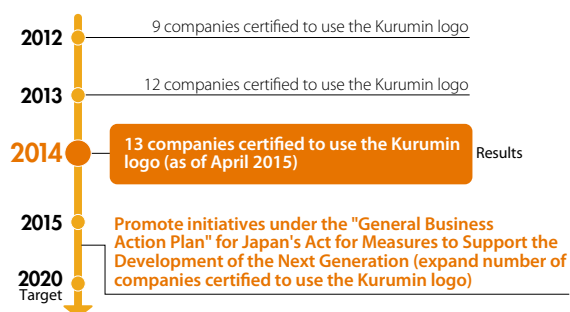 2012
9 companies certified to use the Kurumin logo
2013
12 companies certified to use the Kurumin logo
2014
13 companies certified to use the Kurumin
logo (as of April 2015)
Results
2015
Promote initiatives under the "General Business
Action Plan" for Japan's Act for Measures to Support the
Development of the Next Generation (expand number of
companies certified to use the Kurumin logo)
2020
Target